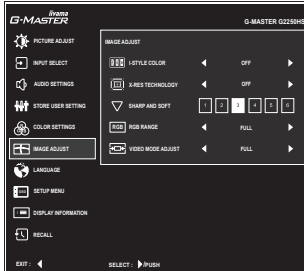 iiyama
G-MASTER
G-MASTER G2250HS
PICTURE ADJUST
INPUT SELECT
AUDIO SETTINGS
STORE USER SETTING
COLOR SETTINGS
IMAGE ADJUST
LANGUAGE
SETUP MENU
DISPLAY INFORMATION
RECALL
IMAGE ADJUST
I-STYLE COLOR OFF
X-RES TECHNOLOGY OFF
SHARP AND SOFT 1 2 3 4 5 6
RGB RGB RANGE FULL
VIDEO MODE ADJUST FULL
EXIT : SELECT : /PUSH